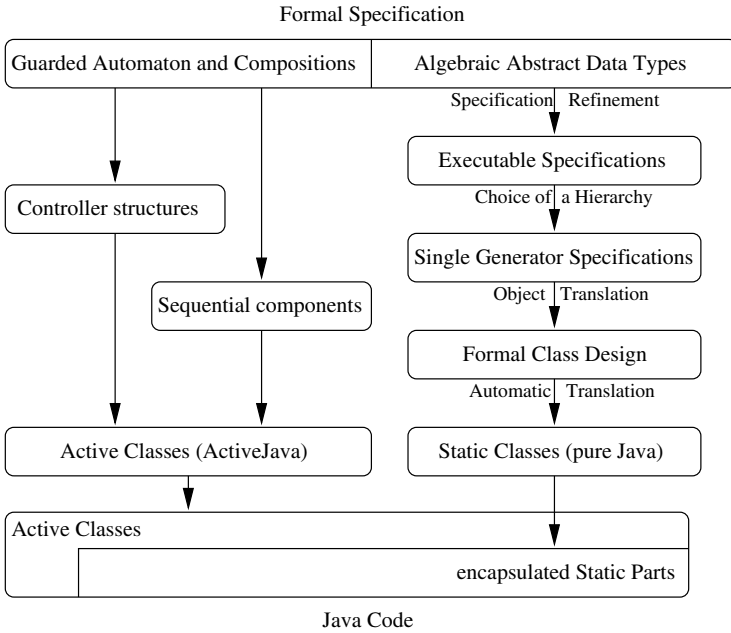 Formal Specification
Guarded Automaton and Compositions
Algebraic Abstract Data Types
Specification Refinement
Executable Specifications
Choice of a Hierarchy
Controller structures
Single Generator Specifications
Object Translation
Sequential components
Formal Class Design
Automatic Translation
Active Classes (ActiveJava)
Static Classes (pure Java)
Active Classes
encapsulated Static Parts
Java Code